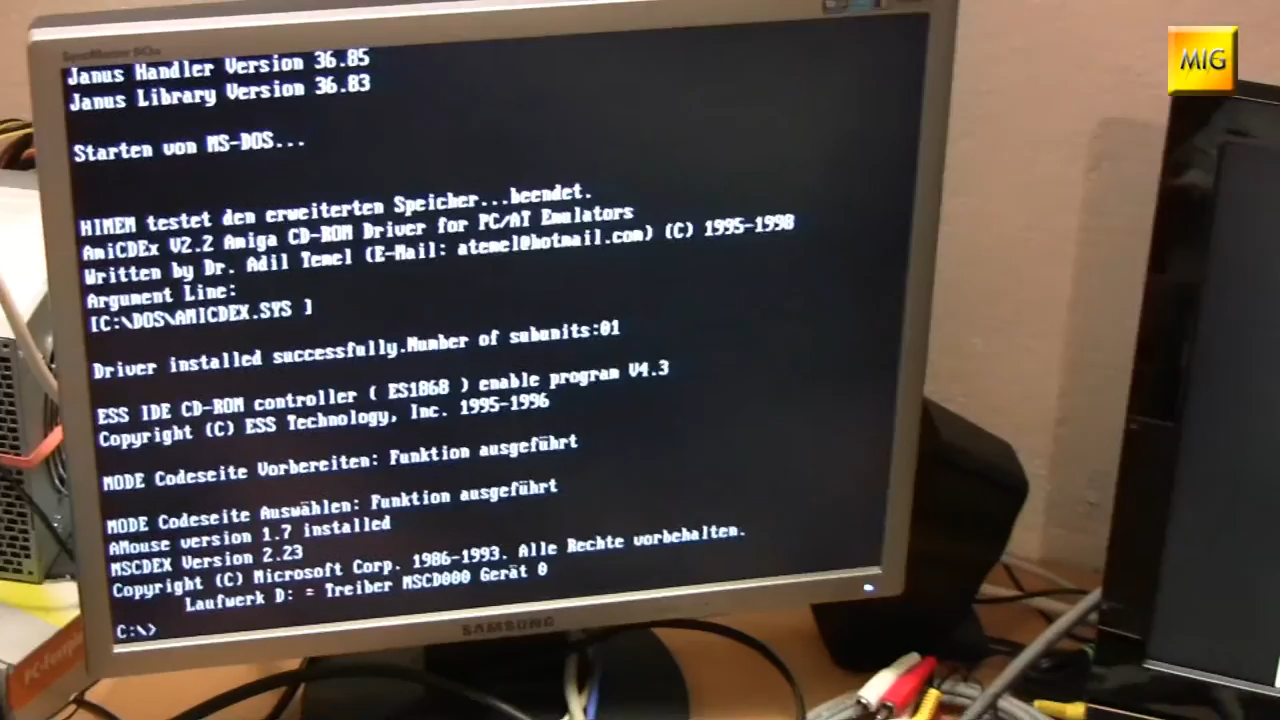 SyncMaster 943n
Janus Handler Version 36.85
Janus Library Version 36.83
Starten von MS-DOS...
HIMEM testet den erweiterten Speicher...beendet.
AmiCDEx V2.2 Amiga CD-ROM Driver for PC/AT Emulators
Written by Dr. Adil Temel (E-Mail: atemel@hotmail.com) (C) 1995-1998
Argument Line:
[C:\DOS\AMICDEX.SYS ]
Driver installed successfully.Number of subunits:01
ESS IDE CD-ROM controller ( ES1868 ) enable program V4.3
Copyright (C) ESS Technology, Inc. 1995-1996
MODE Codeseite Vorbereiten: Funktion ausgeführt
MODE Codeseite Auswählen: Funktion ausgeführt
AMouse version 1.7 installed
MSCDEX Version 2.23
Copyright (C) Microsoft Corp. 1986-1993. Alle Rechte vorbehalten.
Laufwerk D: = Treiber MSCD000 Gerät 0
C:\>
SAMSUNG
MIG